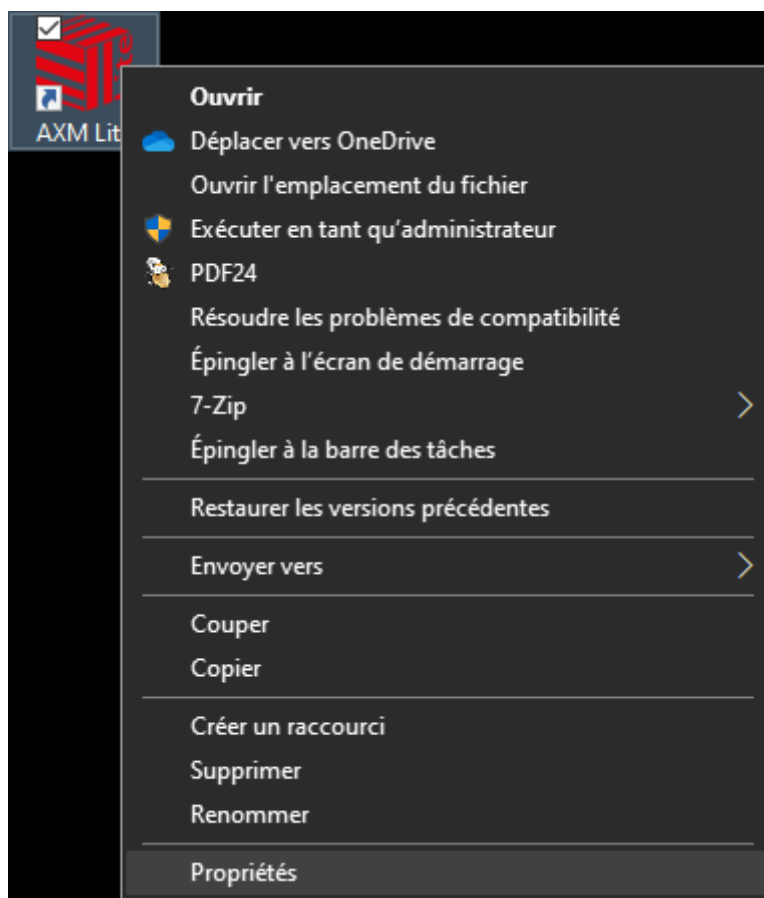 AXM Lit
Ouvrir
Déplacer vers OneDrive
Ouvrir l'emplacement du fichier
Exécuter en tant qu’administrateur
PDF24
Résoudre les problèmes de compatibilité
Épingler à l’écran de démarrage
7-Zip
Épingler à la barre des tâches
Restaurer les versions précédentes
Envoyer vers
Couper
Copier
Créer un raccourci
Supprimer
Renommer
Propriétés